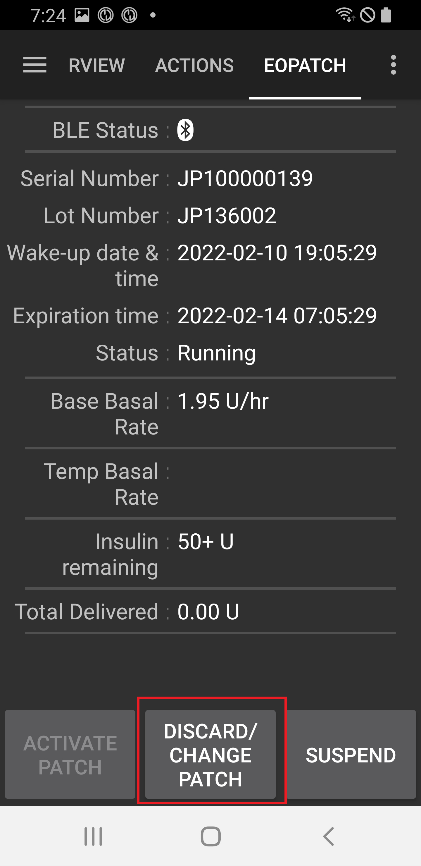 7:24
RVIEW ACTIONS EOPATCH
BLE Status :
Serial Number : JP100000139
Lot Number : JP136002
Wake-up date & : 2022-02-10 19:05:29
time
Expiration time : 2022-02-14 07:05:29
Status : Running
Base Basal : 1.95 U/hr
Rate
Temp Basal :
Rate
Insulin : 50+ U
remaining
Total Delivered : 0.00 U
ACTIVATE
PATCH
DISCARD/
CHANGE
PATCH
SUSPEND